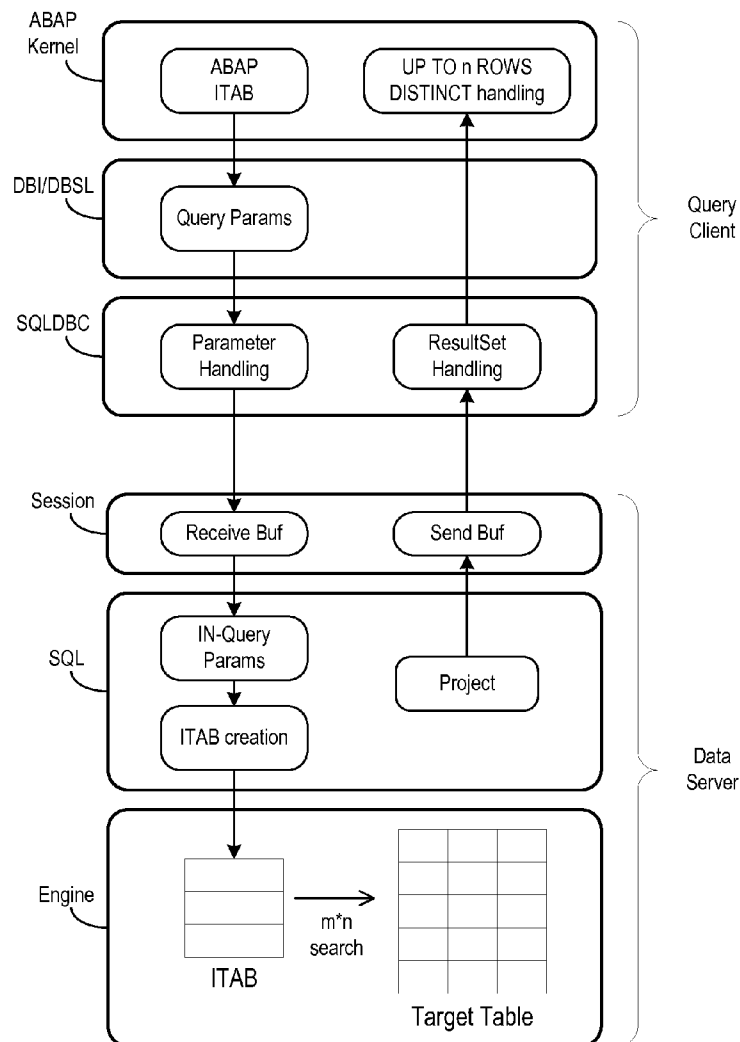 ABAP
Kernel
ABAP
ITAB
UP TO n ROWS
DISTINCT handling
DBI/DBSL
Query Params
Query
Client
SQLDBC
Parameter
Handling
ResultSet
Handling
Session
Receive Buf
Send Buf
SQL
IN-Query
Params
Project
ITAB creation
Data
Server
Engine
m*n
search
ITAB
Target Table